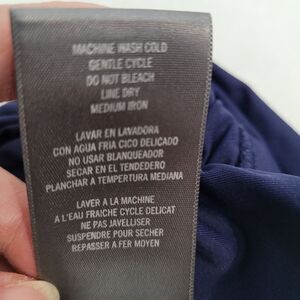 MACHINE WASH COLD
GENTLE CYCLE
DO NOT BLEACH
LINE DRY
MEDIUM IRON
LAVAR EN LAVADORA
CON AGUA FRIA CICO DELICADO
NO USAR BLANQUEADOR
SECAR EN EL TENDEDERO
PLANCHAR A TEMPERTURA MEDIANA
LAVER A LA MACHINE
A L'EAU FRAICHE CYCLE DELICAT
NE PAS JAVELLISER
SUSPENDRE POUR SECHER
REPASSER A FER MOYEN